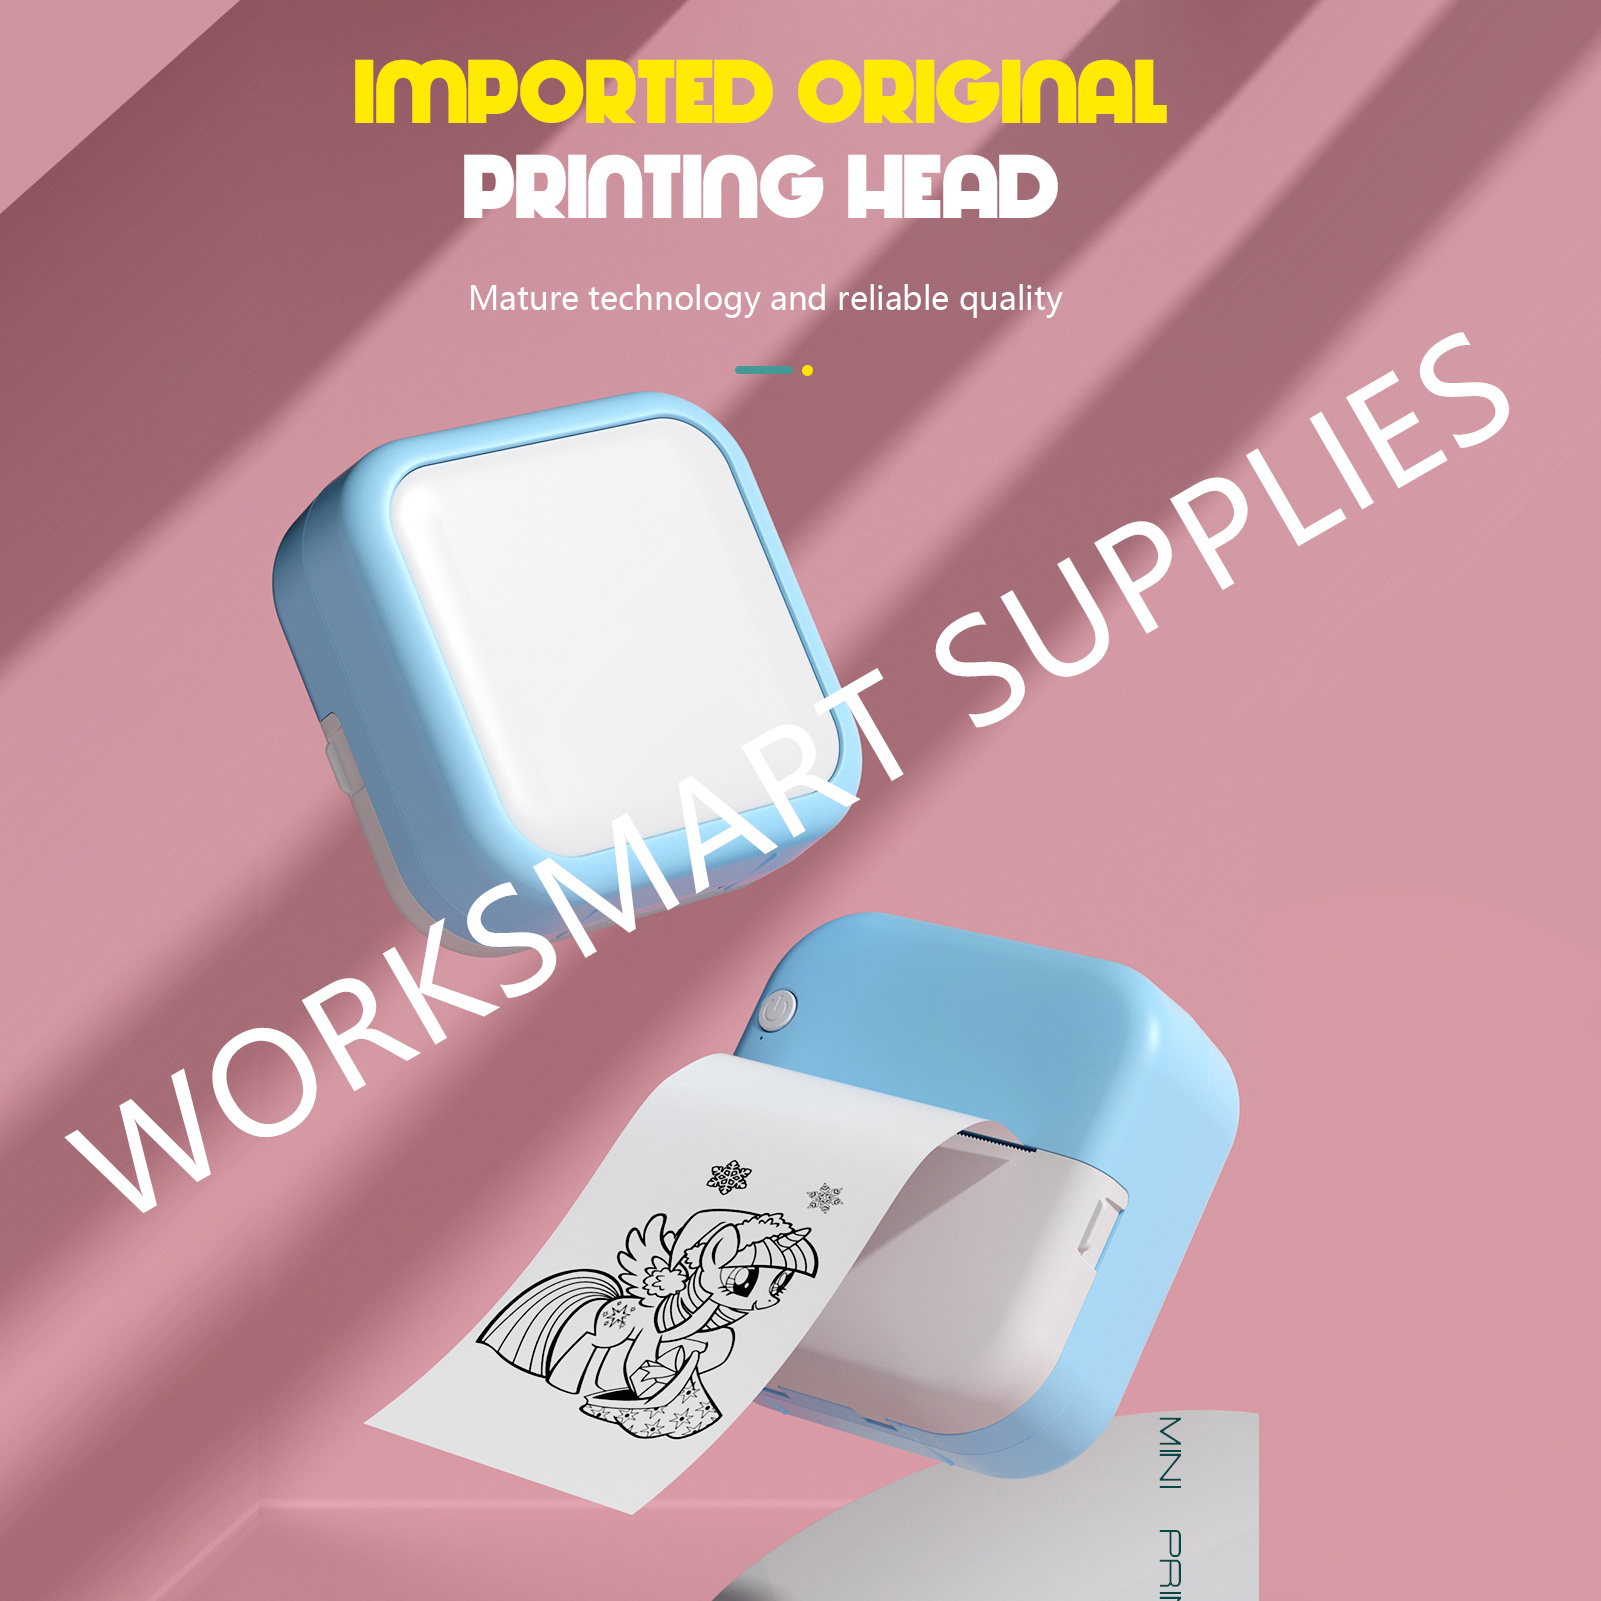 IMPORTED ORIGINAL
PRINTING HEAD
Mature technology and reliable quality
WORKSMART SUPPLIES
MINI